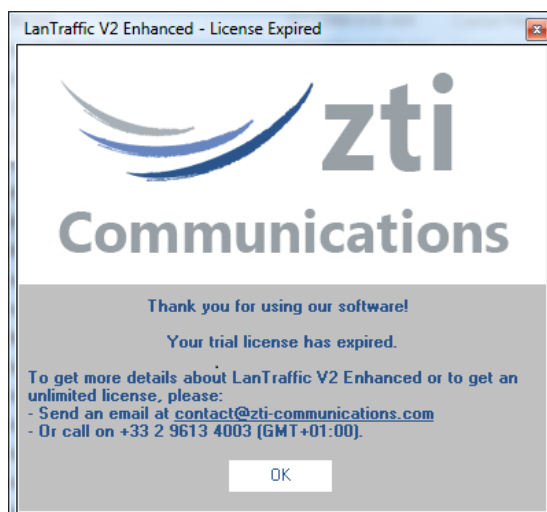 LanTraffic V2 Enhanced - License Expired
zti
Communications
Thank you for using our software!
Your trial license has expired.
To get more details about LanTraffic V2 Enhanced or to get an
unlimited license, please:
- Send an email at contact@zti-communications.com
- Or call on +33 2 9613 4003 (GMT+01:00).
OK